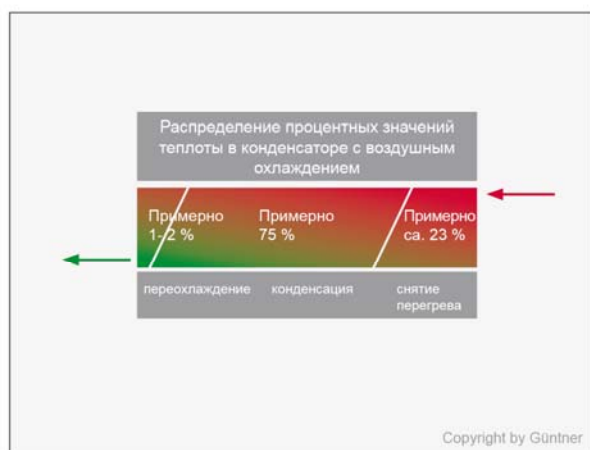 Распределение процентных значений
теплоты в конденсаторе с воздушным
охлаждением
Примерно
1-2 %
Примерно
75 %
Примерно
ca. 23 %
переохлаждение
конденсация
снятие
перегрева
Copyright by Güntner